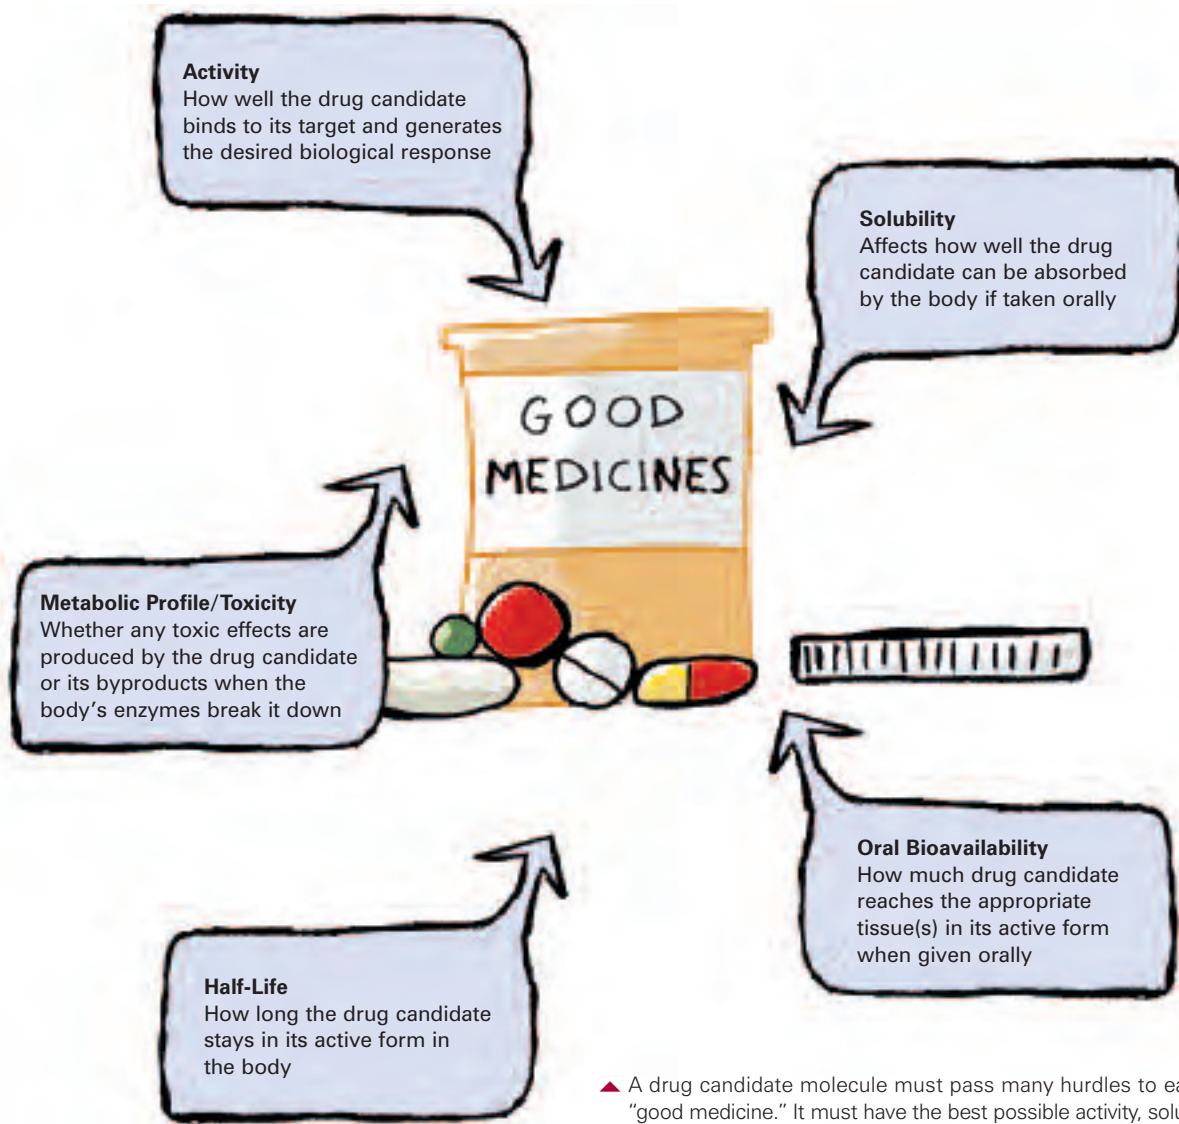 Activity
How well the drug candidate
binds to its target and generates
the desired biological response
Solubility
Affects how well the drug
candidate can be absorbed
by the body if taken orally
GOOD
MEDICINES
Metabolic Profile/Toxicity
Whether any toxic effects are
produced by the drug candidate
or its byproducts when the
body's enzymes break it down
Oral Bioavailability
How much drug candidate
reaches the appropriate
tissue(s) in its active form
when given orally
Half-Life
How long the drug candidate
stays in its active form in
the body
A drug candidate molecule must pass many hurdles to
“good medicine.” It must have the best possible activity,